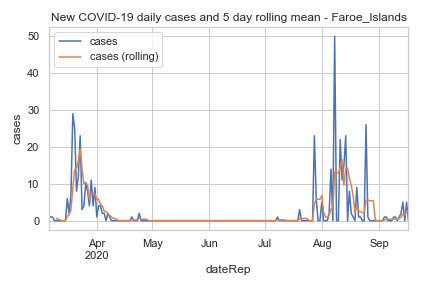 New COVID-19 daily cases and 5 day rolling mean - Faroe_Islands
cases
cases (rolling)
50
40
30
20
10
0
cases
Apr
2020
May
Jun
Jul
Aug
Sep
dateRep